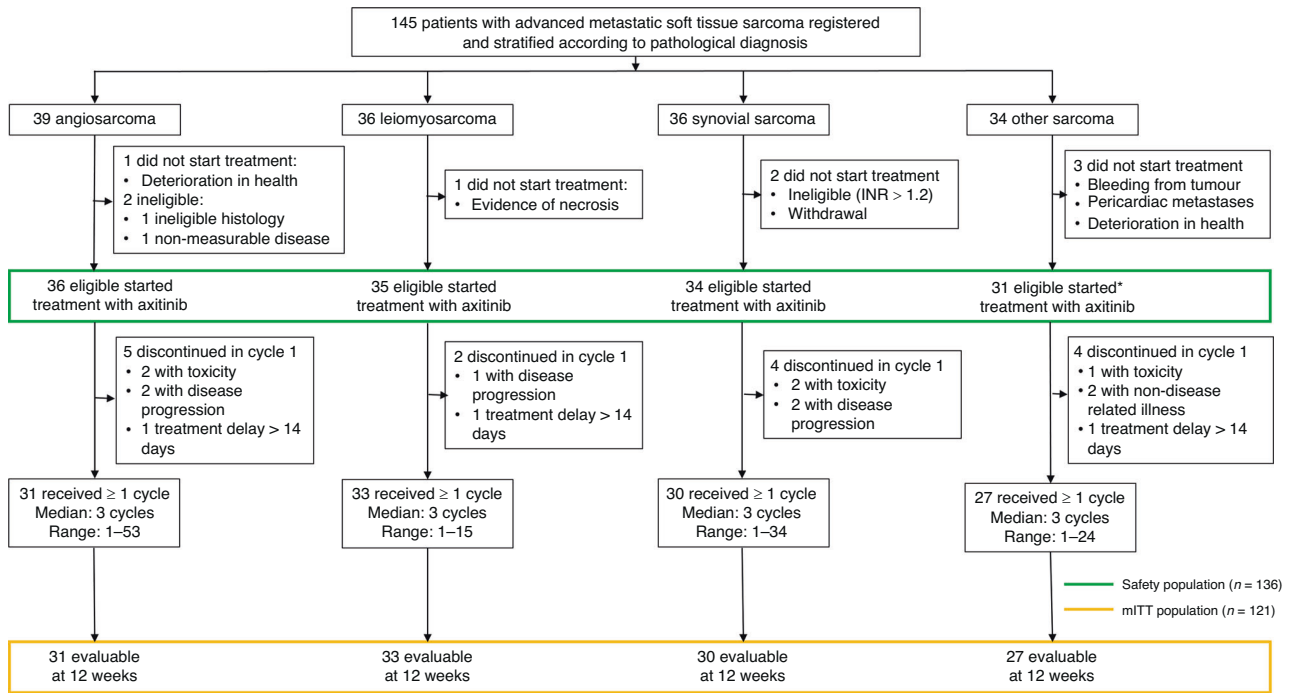 145 patients with advanced metastatic soft tissue sarcoma registered
and stratified according to pathological diagnosis
39 angiosarcoma
36 leiomyosarcoma
36 synovial sarcoma
34 other sarcoma
1 did not start treatment:
• Deterioration in health
2 ineligible:
• 1 ineligible histology
• 1 non-measurable disease
1 did not start treatment:
• Evidence of necrosis
2 did not start treatment
• Ineligible (INR > 1.2)
• Withdrawal
3 did not start treatment
• Bleeding from tumour
• Pericardiac metastases
• Deterioration in health
36 eligible started
treatment with axitinib
35 eligible started
treatment with axitinib
34 eligible started
treatment with axitinib
31 eligible started*
treatment with axitinib
5 discontinued in cycle 1
• 2 with toxicity
• 2 with disease
progression
• 1 treatment delay > 14
days
2 discontinued in cycle 1
• 1 with disease
progression
• 1 treatment delay > 14
days
4 discontinued in cycle 1
• 2 with toxicity
• 2 with disease
progression
4 discontinued in cycle 1
• 1 with toxicity
• 2 with non-disease
related illness
• 1 treatment delay > 14
days
31 received ≥ 1 cycle
Median: 3 cycles
Range: 1–53
33 received ≥ 1 cycle
Median: 3 cycles
Range: 1–15
30 received ≥ 1 cycle
Median: 3 cycles
Range: 1–34
27 received ≥ 1 cycle
Median: 3 cycles
Range: 1–24
Safety population (n = 136)
mITT population (n = 121)
31 evaluable
at 12 weeks
33 evaluable
at 12 weeks
30 evaluable
at 12 weeks
27 evaluable
at 12 weeks